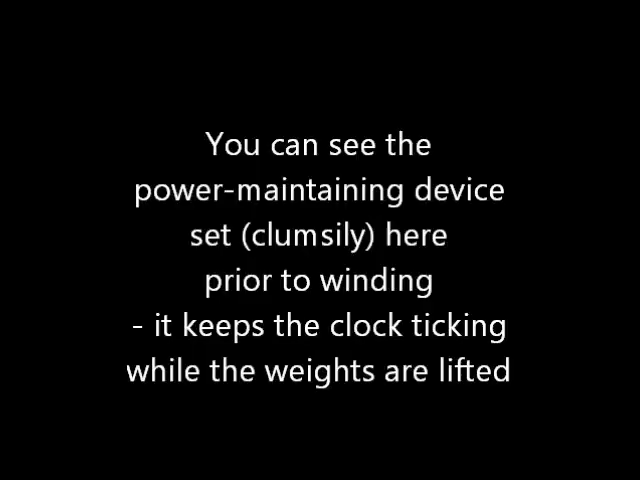 You can see the
power-maintaining device
set (clumsily) here
prior to winding
- it keeps the clock ticking
while the weights are lifted